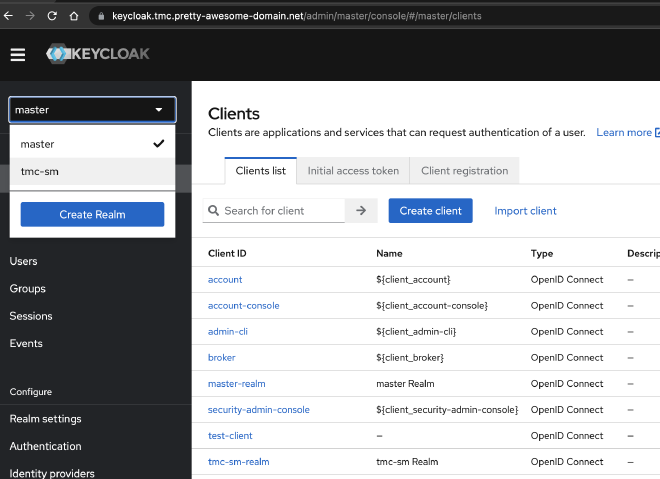 keycloak.tmc.pretty-awesome-domain.net/admin/master/console/#/master/clients
KEYCLOAK
master
master
tmc-sm
Create Realm
Users
Groups
Sessions
Events
Configure
Realm settings
Authentication
Identity providers
Clients
Clients are applications and services that can request authentication of a user. Learn more
Clients list Initial access token Client registration
Search for client Create client Import client
Client ID Name Type
account ${client_account} OpenID Connect –
account-console ${client_account-console} OpenID Connect –
admin-cli ${client_admin-cli} OpenID Connect –
broker ${client_broker} OpenID Connect –
master-realm master Realm OpenID Connect –
security-admin-console ${client_security-admin-console} OpenID Connect –
test-client – OpenID Connect –
tmc-sm-realm tmc-sm Realm OpenID Connect –